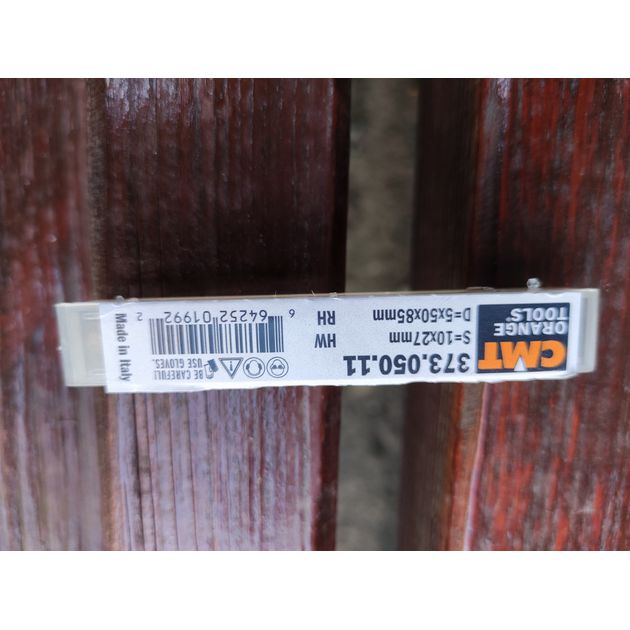 CMT
ORANGE
TOOLS®
373.050.11
S=10x27mm
D=5x50x85mm
HW
RH
BE CAREFUL!
USE GLOVES.
6 64252 01992 2
Made in Italy